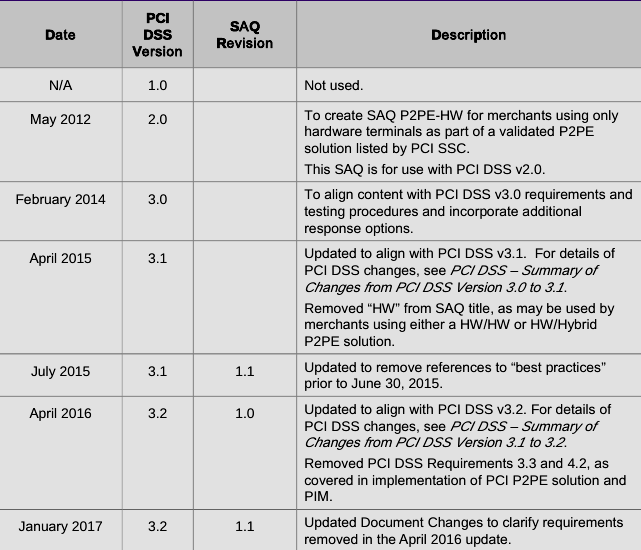 Date
PCI
DSS
Version
SAQ
Revision
Description
N/A
1.0
Not used.
May 2012
2.0
To create SAQ P2PE-HW for merchants using only
hardware terminals as part of a validated P2PE
solution listed by PCI SSC.
This SAQ is for use with PCI DSS v2.0.
February 2014
3.0
To align content with PCI DSS v3.0 requirements and
testing procedures and incorporate additional
response options.
April 2015
3.1
Updated to align with PCI DSS v3.1. For details of
PCI DSS changes, see PCI DSS – Summary of
Changes from PCI DSS Version 3.0 to 3.1.
Removed “HW” from SAQ title, as may be used by
merchants using either a HW/HW or HW/Hybrid
P2PE solution.
July 2015
3.1
1.1
Updated to remove references to “best practices”
prior to June 30, 2015.
April 2016
3.2
1.0
Updated to align with PCI DSS v3.2. For details of
PCI DSS changes, see PCI DSS – Summary of
Changes from PCI DSS Version 3.1 to 3.2.
Removed PCI DSS Requirements 3.3 and 4.2, as
covered in implementation of PCI P2PE solution and
PIM.
January 2017
3.2
1.1
Updated Document Changes to clarify requirements
removed in the April 2016 update.